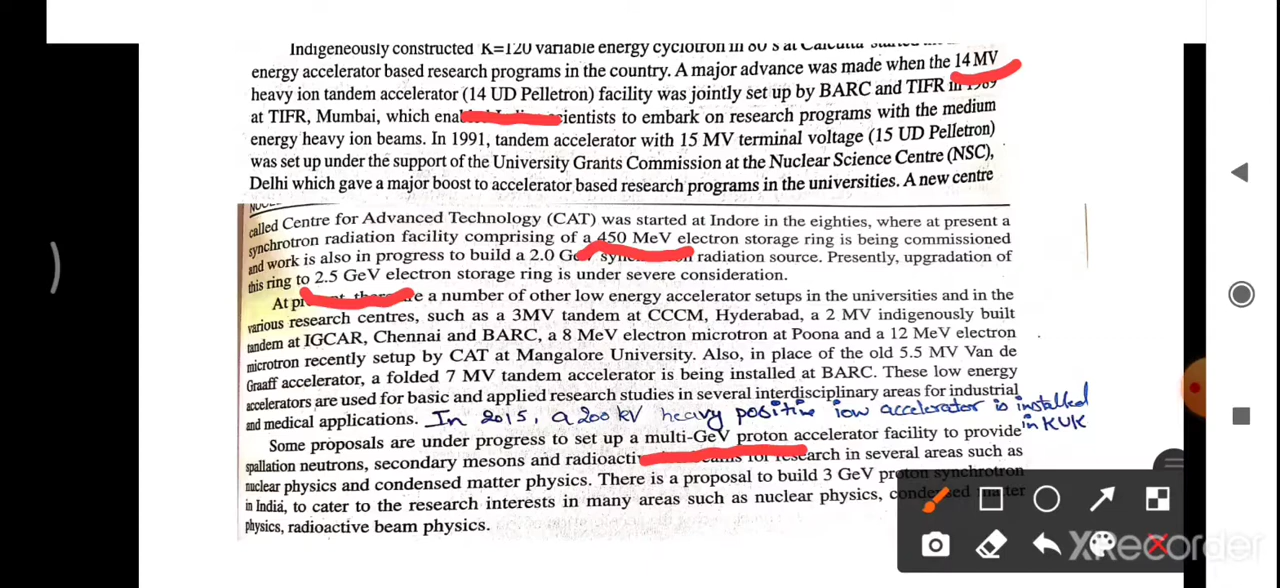 Indigeneously constructed K=120 variable energy cyclotron in 80's at Calcutta started
energy accelerator based research programs in the country. A major advance was made when the 14 MV
heavy ion tandem accelerator (14 UD Pelletron) facility was jointly set up by BARC and TIFR in 1989
at TIFR, Mumbai, which scientists to embark on research programs with the medium
energy heavy ion beams. In 1991, tandem accelerator with 15 MV terminal voltage (15 UD Pelletron)
was set up under the support of the University Grants Commission at the Nuclear Science Centre (NSC),
Delhi which gave a major boost to accelerator based research programs in the universities. A new centre
called Centre for Advanced Technology (CAT) was started at Indore in the eighties, where at present a
synchrotron radiation facility comprising of a 450 MeV electron storage ring is being commissioned
and work is also in progress to build a 2.0 GeV radiation source. Presently, upgradation of
this ring to 2.5 GeV electron storage ring is under severe consideration.
At a number of other low energy accelerator setups in the universities and in the
various research centres, such as a 3MV tandem at CCCM, Hyderabad, a 2 MV indigenously built
tandem at IGCAR, Chennai and BARC, a 8 MeV electron microtron at Poona and a 12 MeV electron
microtron recently setup by CAT at Mangalore University. Also, in place of the old 5.5 MV Van de
Graaff accelerator, a folded 7 MV tandem accelerator is being installed at BARC. These low energy
accelerators are used for basic and applied research studies in several interdisciplinary areas for industrial
and medical applications. In 2015, a 200 kV heavy positive ion accelerator is installed
in KUK
Some proposals are under progress to set up a multi-GeV proton accelerator facility to provide
spallation neutrons, secondary mesons and for research in several areas such as
nuclear physics and condensed matter physics. There is a proposal to build 3 GeV proton synchrotron
in India, to cater to the research interests in many areas such as nuclear physics, condensed matter
physics, radioactive beam physics.
XRecorder